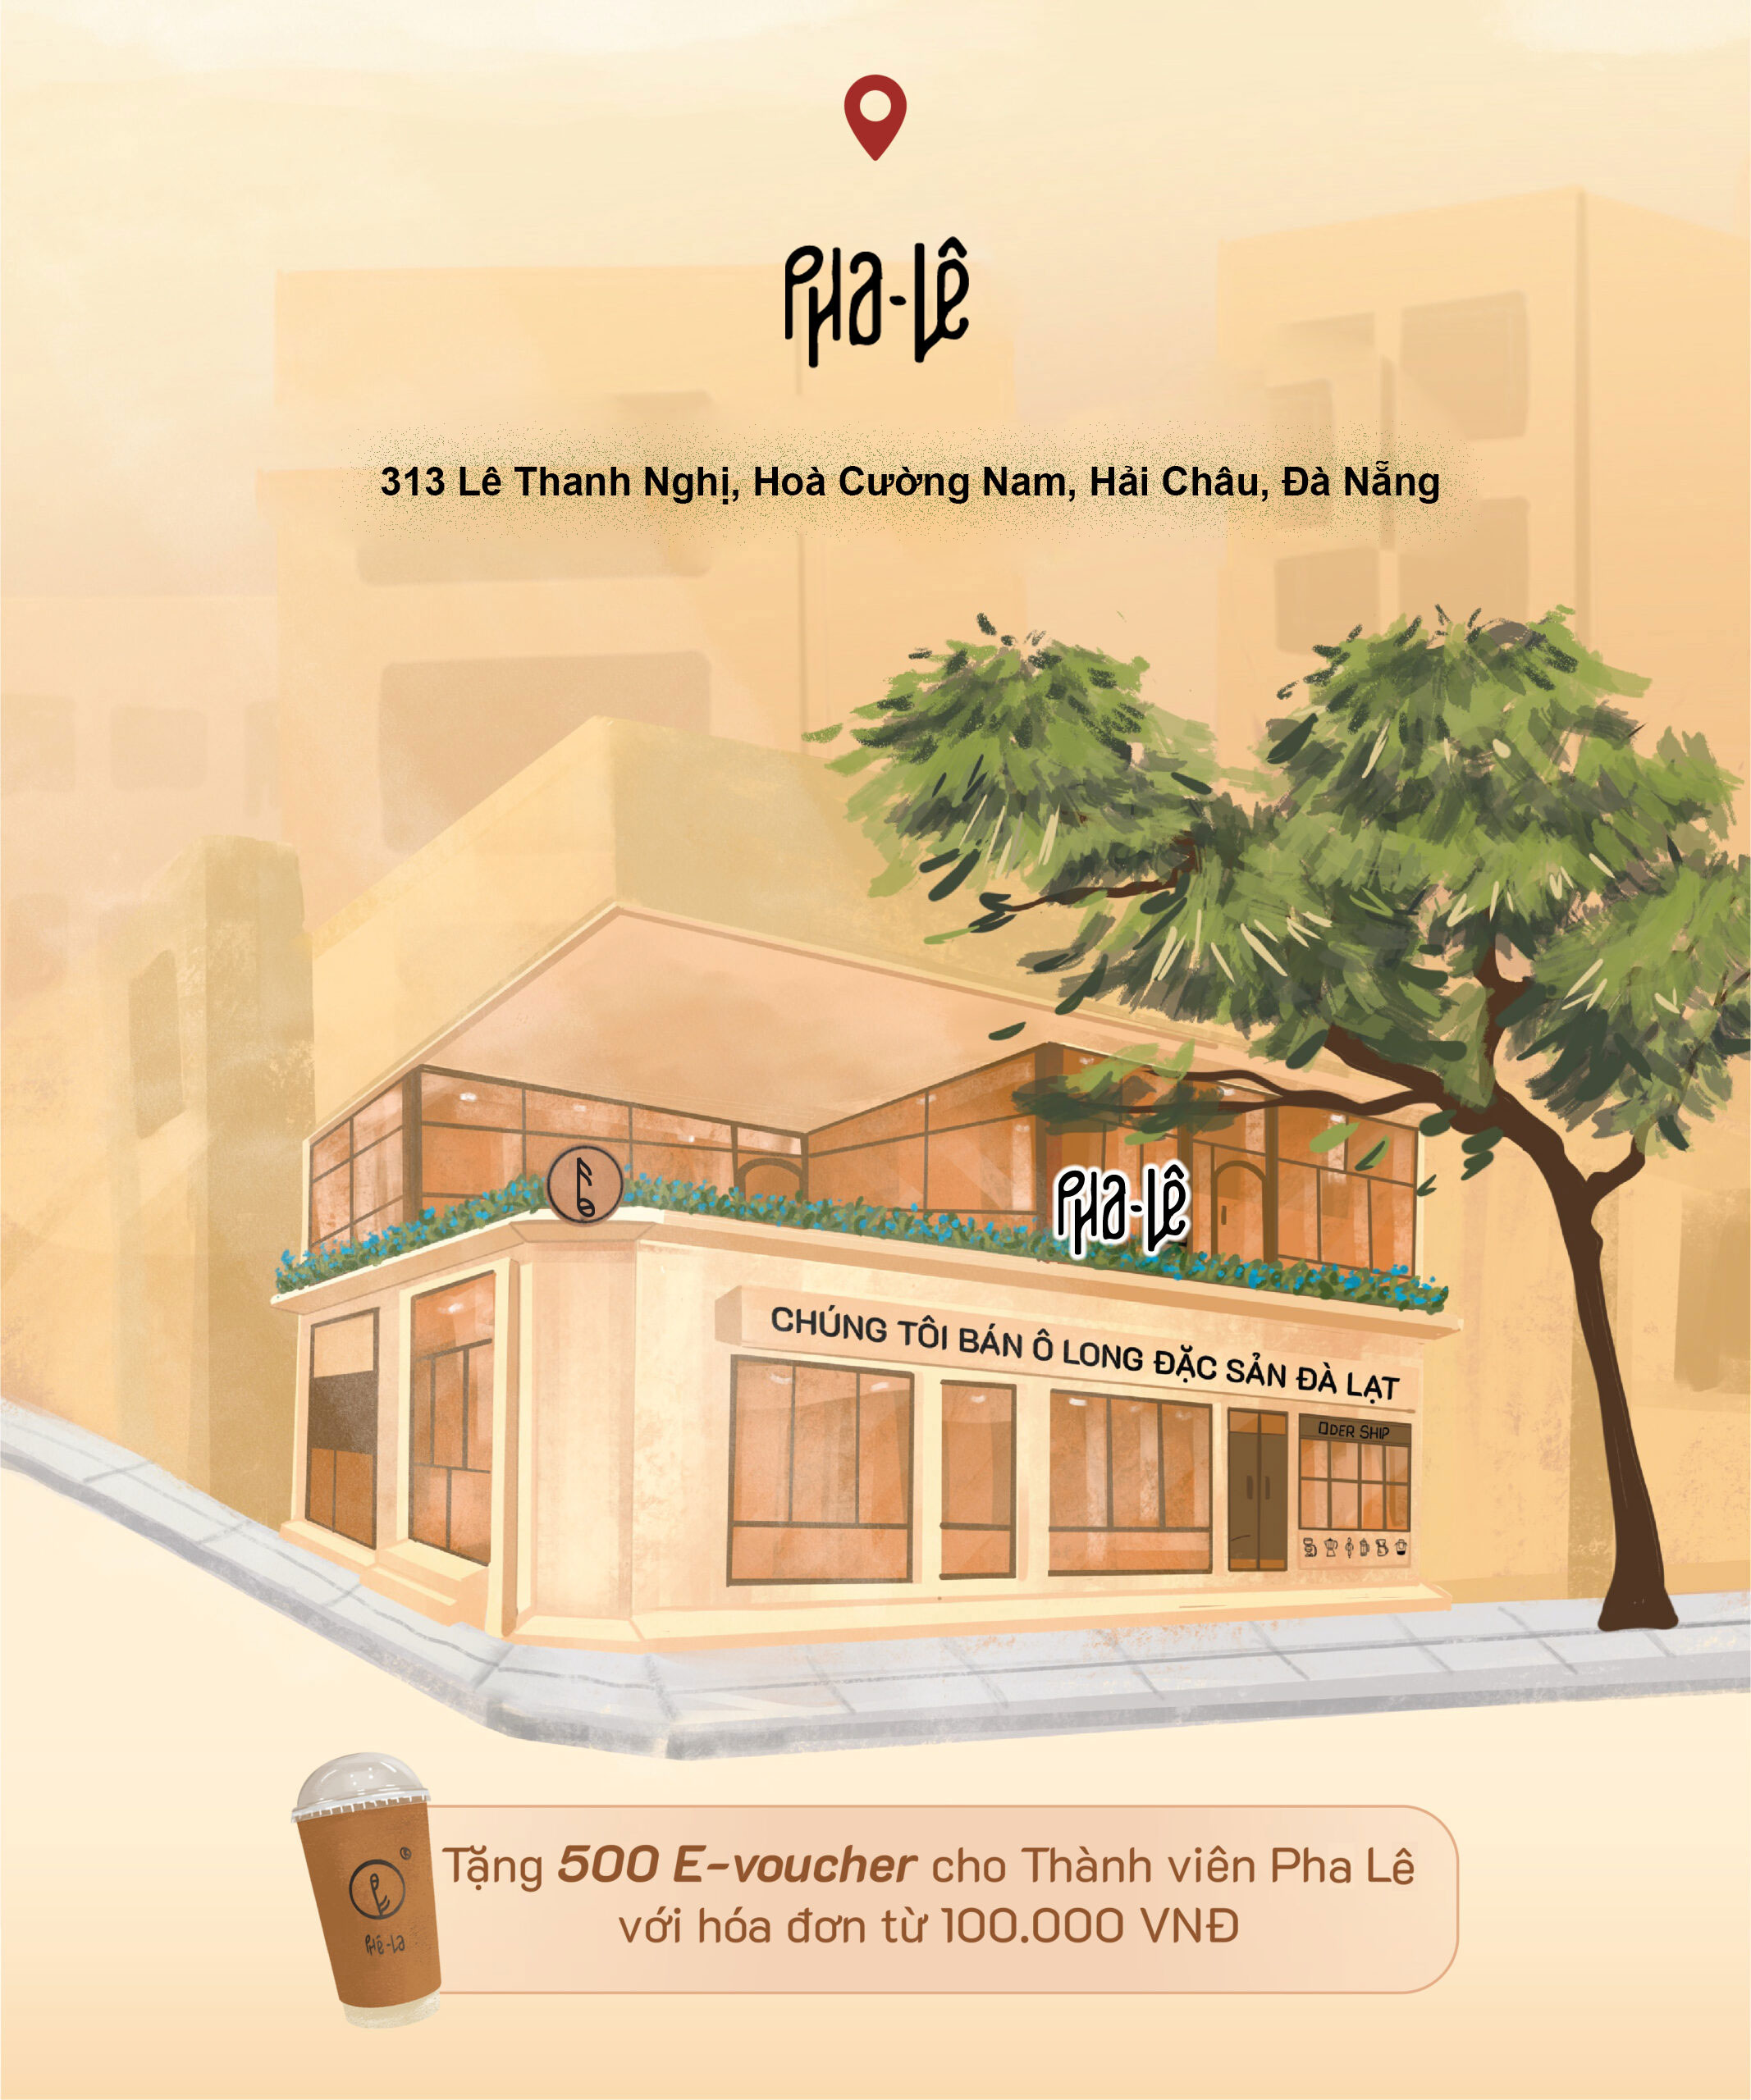 PHa-Lê
313 Lê Thanh Nghị, Hoà Cường Nam, Hải Châu, Đà Nẵng
PHa-Lê
CHÚNG TÔI BÁN Ô LONG ĐẶC SẢN ĐÀ LẠT
▯DER SHIP
Tặng 500 E-voucher cho Thành viên Pha Lê
với hóa đơn từ 100.000 VNĐ
®
PHê-La